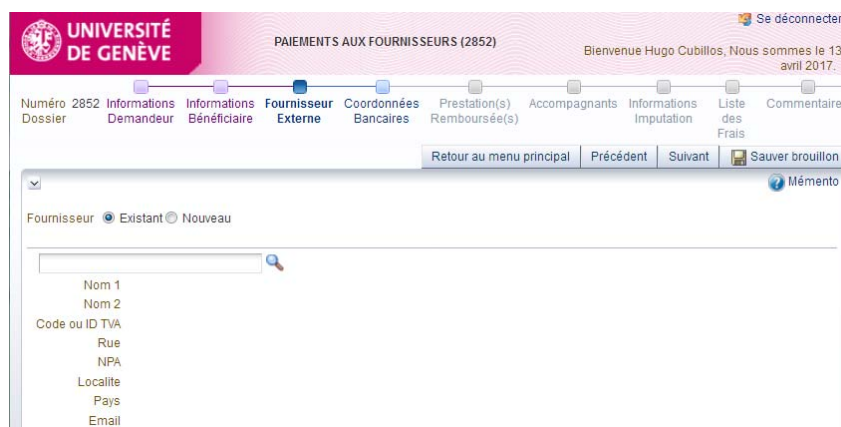 Se déconnecter
UNIVERSITÉ
DE GENÈVE
PAIEMENTS AUX FOURNISSEURS (2852)
Bienvenue Hugo Cubillos, Nous sommes le 13
avril 2017.
Numéro 2852 Informations Informations Fournisseur Coordonnées Prestation(s) Accompagnants Informations Liste Commentaire
Dossier Demandeur Bénéficiaire Externe Bancaires Remboursée(s) Imputation des
Frais
Retour au menu principal Précédent Suivant Sauver brouillon
Mémento
Fournisseur Existant Nouveau
Nom 1
Nom 2
Code ou ID TVA
Rue
NPA
Localite
Pays
Email